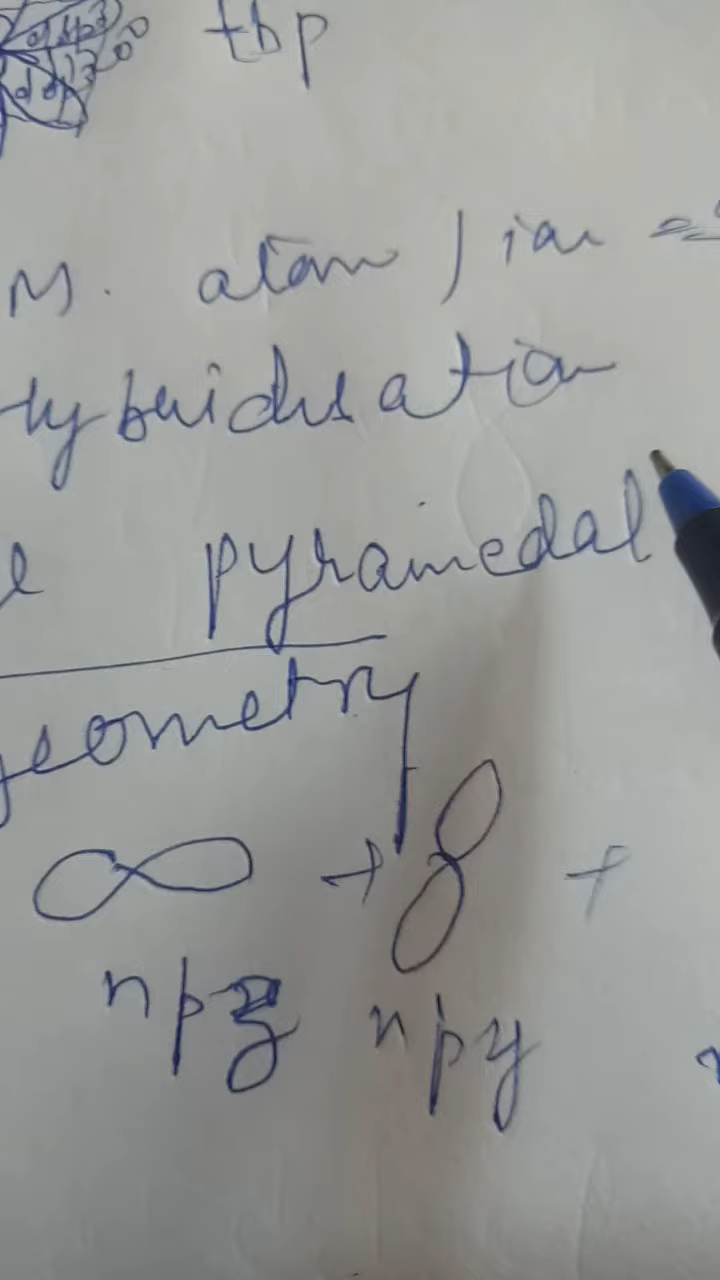 tbp
M. atom / ion =
Hybridisation
pyramedal
geometry
+ +
npz npy